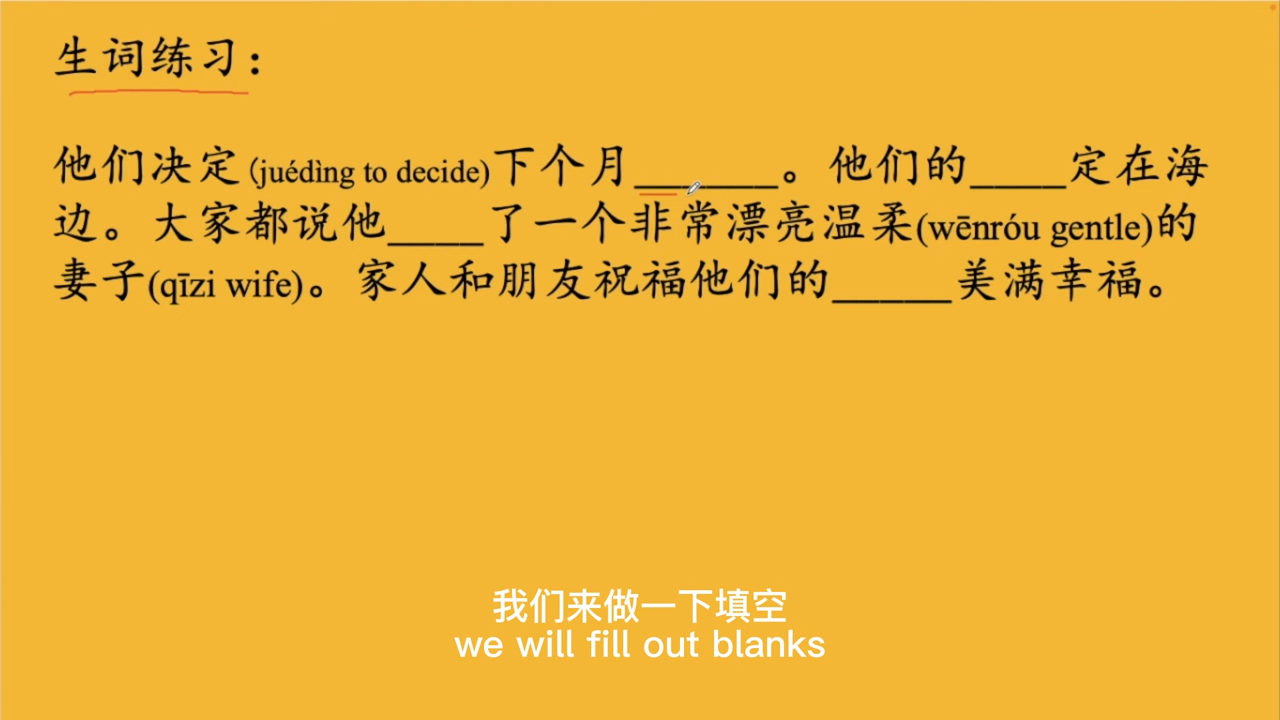 生词练习：
他们决定(juédìng to decide)下个月______。他们的____定在海
边。大家都说他____了一个非常漂亮温柔(wēnróu gentle)的
妻子(qīzi wife)。家人和朋友祝福他们的_____美满幸福。
我们来做一下填空
we will fill out blanks